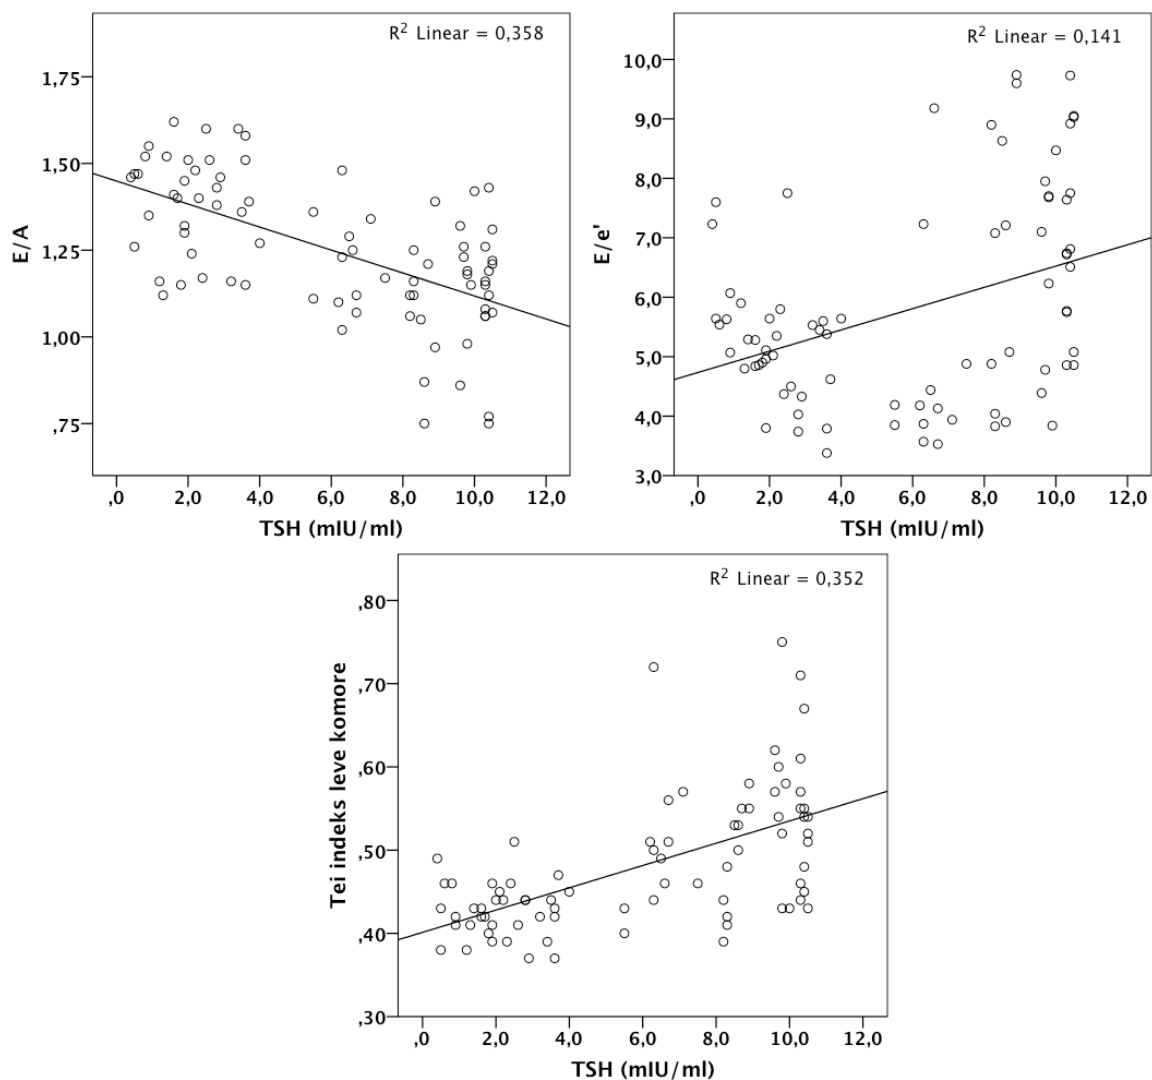 R² Linear = 0,358
1,75
1,50
1,25
1,00
,75
E/A
,0 2,0 4,0 6,0 8,0 10,0 12,0
TSH (mIU/ml)
R² Linear = 0,141
10,0
9,0
8,0
7,0
6,0
5,0
4,0
3,0
E/e'
,0 2,0 4,0 6,0 8,0 10,0 12,0
TSH (mIU/ml)
R² Linear = 0,352
,80
,70
,60
,50
,40
,30
Tei indeks leve komore
,0 2,0 4,0 6,0 8,0 10,0 12,0
TSH (mIU/ml)